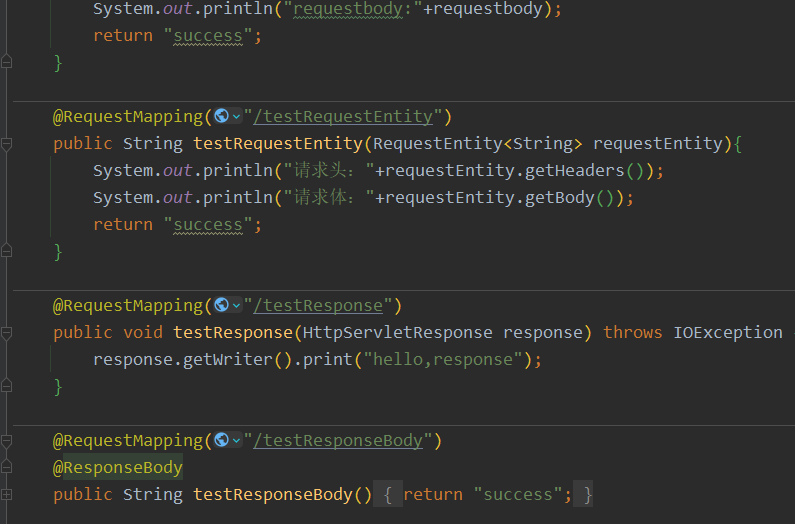 System.out.println("requestbody:"+requestbody);
return "success";
}
@RequestMapping("/testRequestEntity")
public String testRequestEntity(RequestEntity<String> requestEntity){
System.out.println("请求头："+requestEntity.getHeaders());
System.out.println("请求体："+requestEntity.getBody());
return "success";
}
@RequestMapping("/testResponse")
public void testResponse(HttpServletResponse response) throws IOException
response.getWriter().print("hello,response");
}
@RequestMapping("/testResponseBody")
@ResponseBody
public String testResponseBody() { return "success"; }